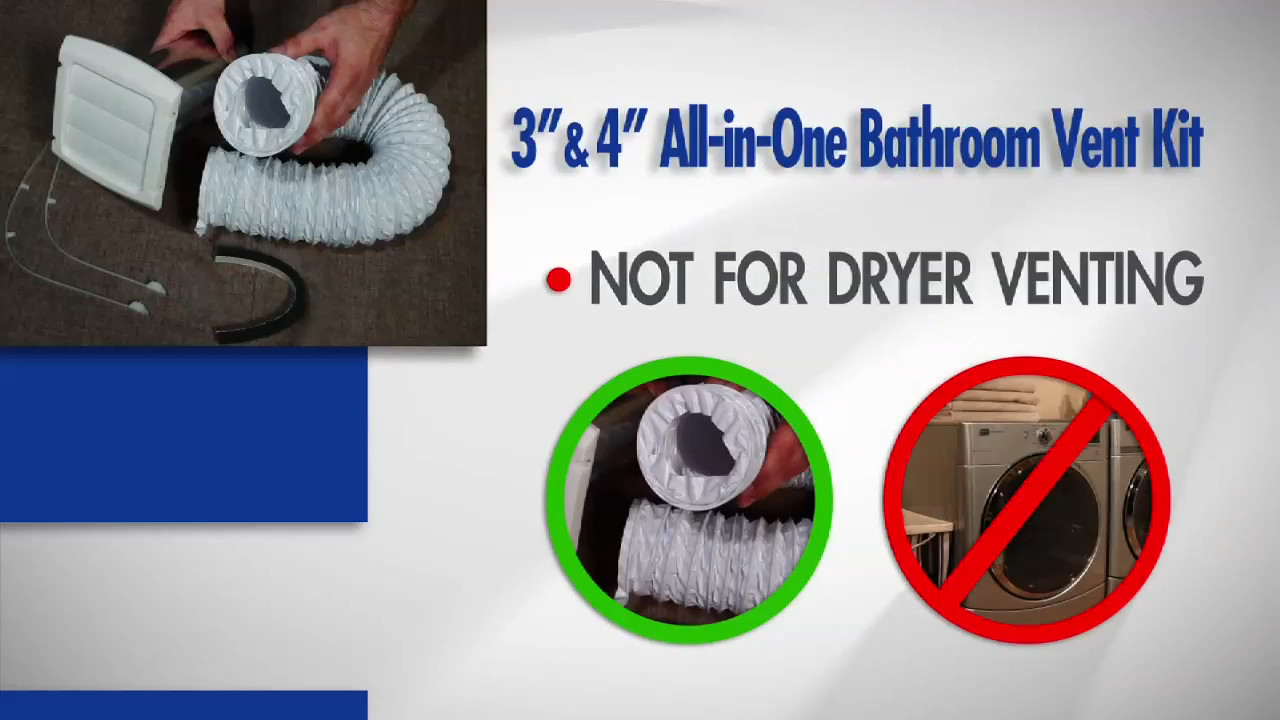 3" & 4" All-in-One Bathroom Vent Kit
• NOT FOR DRYER VENTING